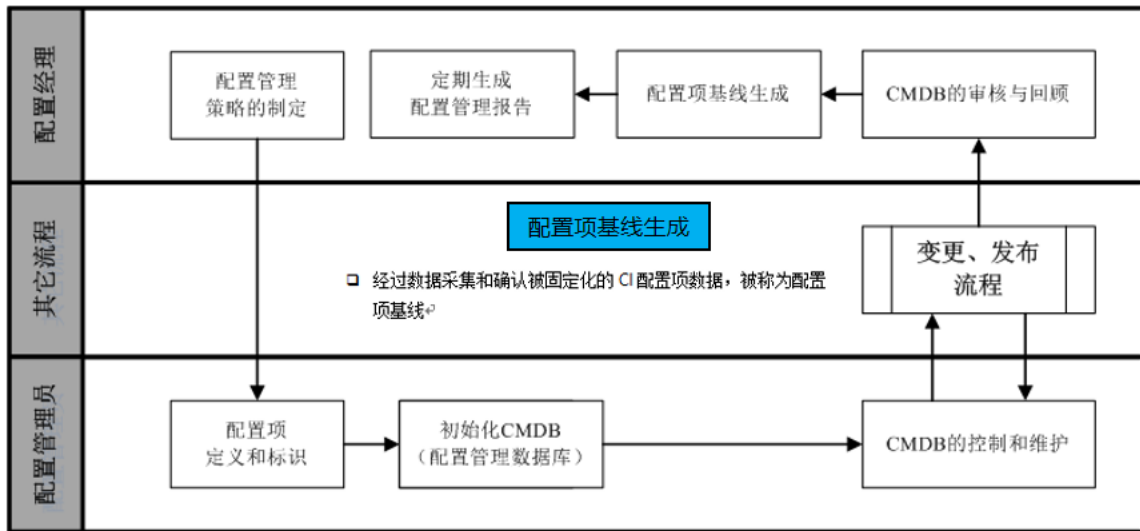 配置经理
配置管理
策略的制定
定期生成
配置管理报告
配置项基线生成
CMDB的审核与回顾
其它流程
配置项基线生成
经过数据采集和确认被固定化的 CI 配置项数据，被称为配置
项基线
变更、发布
流程
配置管理员
配置项
定义和标识
初始化CMDB
（配置管理数据库）
CMDB的控制和维护